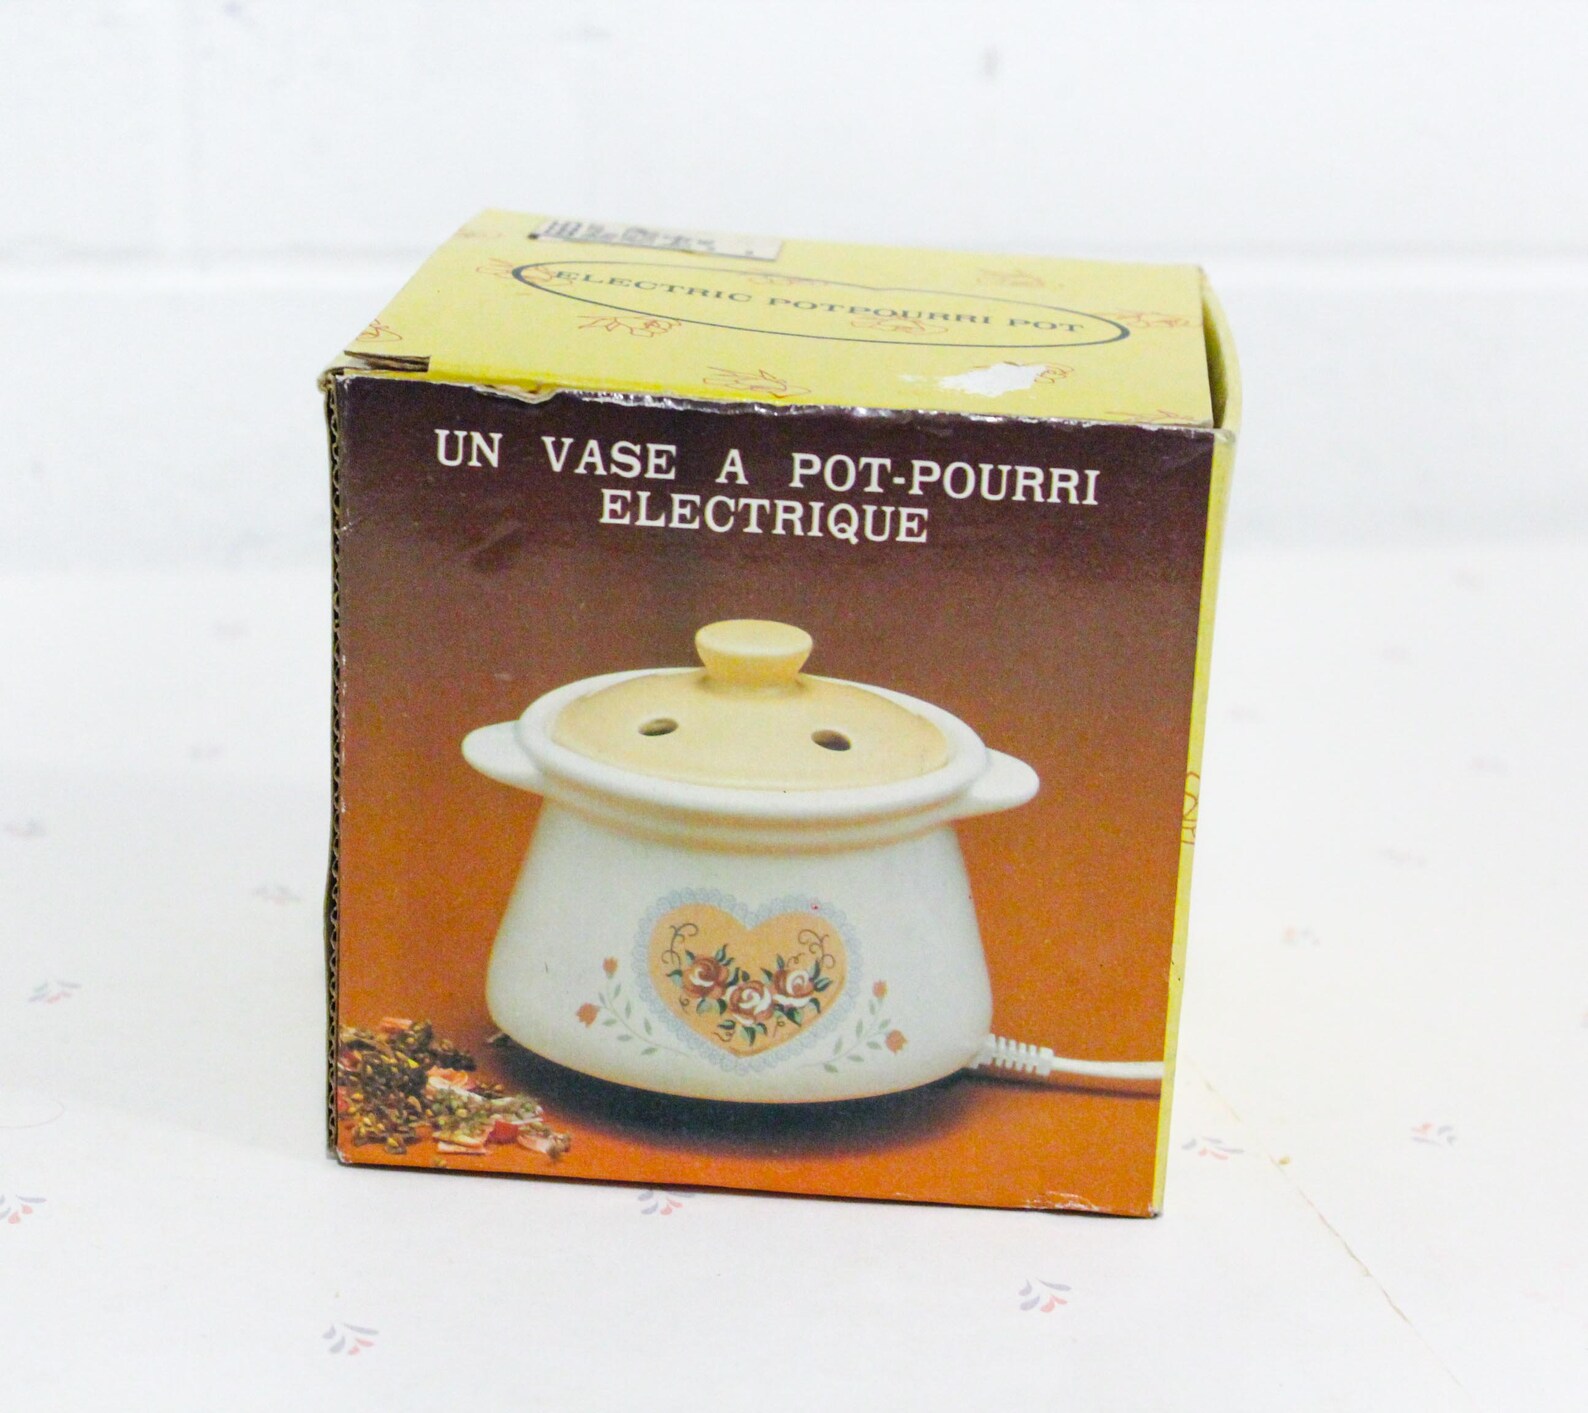 ELECTRIC POTPOURRI POT
UN VASE A POT-POURRI
ELECTRIQUE